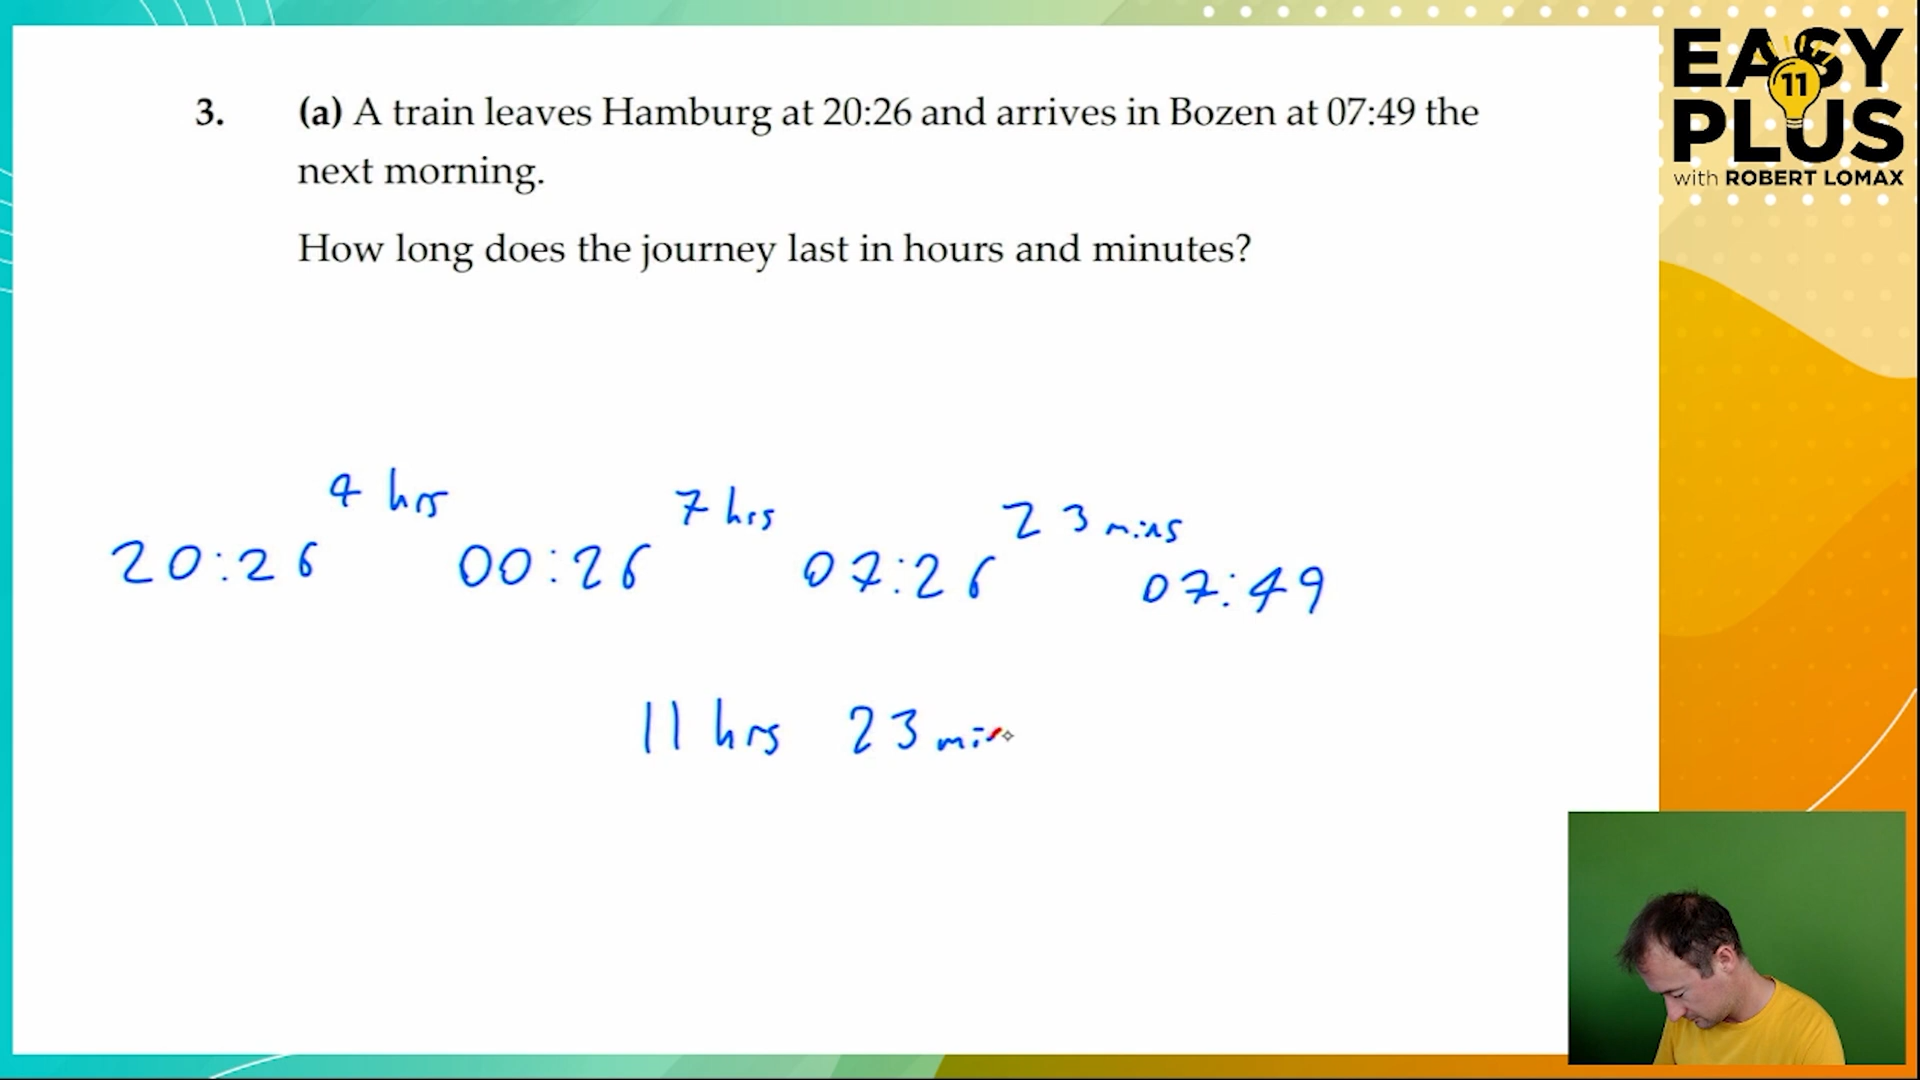 EASY
11
PLUS
with ROBERT LOMAX
3. (a) A train leaves Hamburg at 20:26 and arrives in Bozen at 07:49 the
next morning.
How long does the journey last in hours and minutes?
4 hrs 7 hrs 23 mins
20:26 00:26 07:26 07:49
11 hrs 23 min